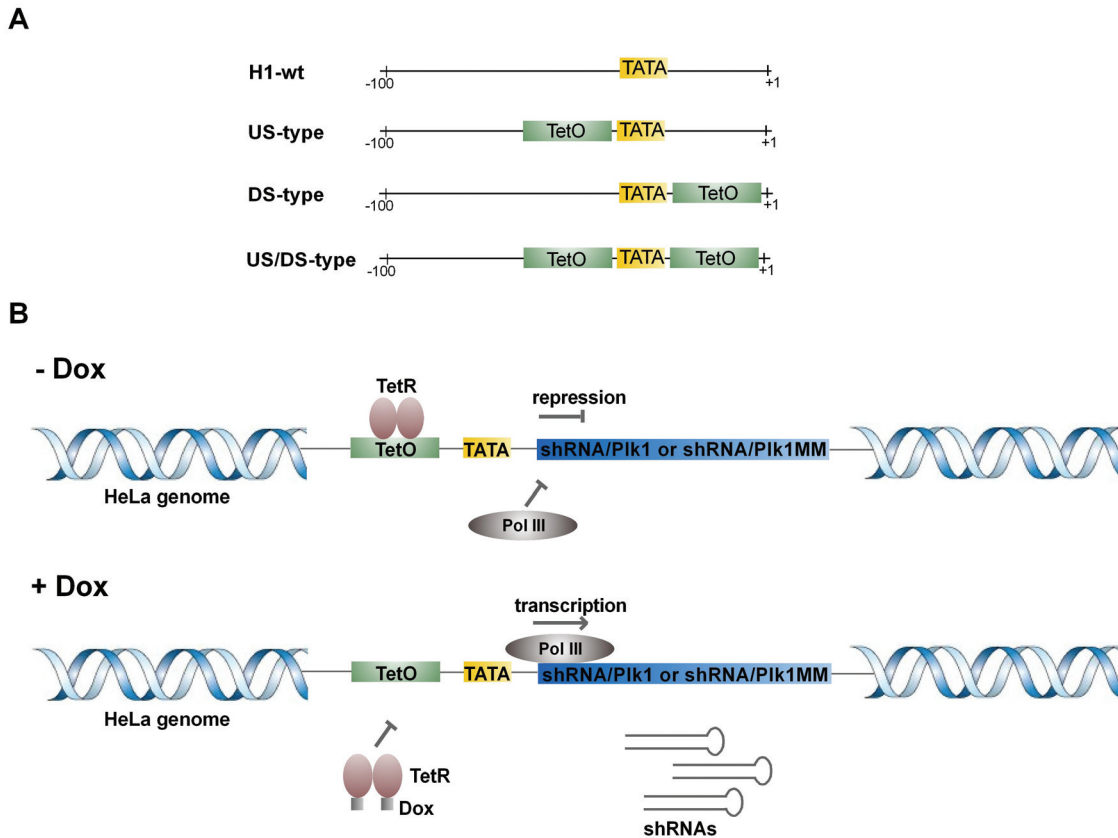 A
H1-wt
TATA
-100
+1
US-type
TetO
TATA
-100
+1
DS-type
TATA
TetO
-100
+1
US/DS-type
TetO
TATA
TetO
-100
+1
B
- Dox
TetR
repression
TetO
TATA
shRNA/Plk1 or shRNA/Plk1MM
HeLa genome
Pol III
+ Dox
transcription
Pol III
TetO
TATA
shRNA/Plk1 or shRNA/Plk1MM
HeLa genome
TetR
Dox
shRNAs